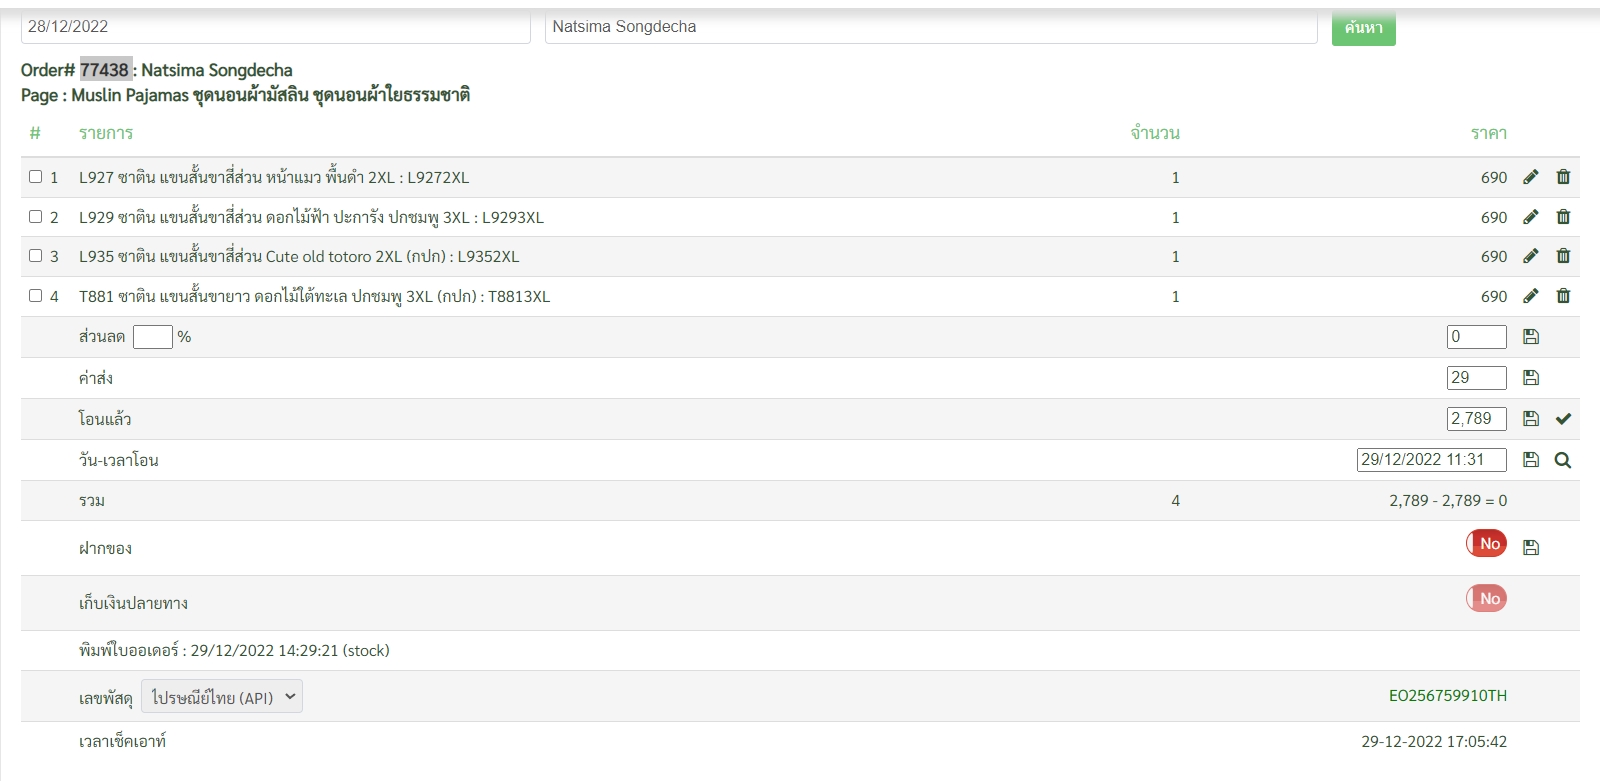 28/12/2022 Natsima Songdecha ค้นหา
Order# 77438 : Natsima Songdecha
Page : Muslin Pajamas ชุดนอนผ้ามัสลิน ชุดนอนผ้าใยธรรมชาติ
# รายการ จำนวน ราคา
1 L927 ซาติน แขนสั้นขาสี่ส่วน หน้าแมว พื้นดำ 2XL : L9272XL 1 690
2 L929 ซาติน แขนสั้นขาสี่ส่วน ดอกไม้ฟ้า ปะการัง ปกชมพู 3XL : L9293XL 1 690
3 L935 ซาติน แขนสั้นขาสี่ส่วน Cute old totoro 2XL (กปก) : L9352XL 1 690
4 T881 ซาติน แขนสั้นขายาว ดอกไม้ใต้ทะเล ปกชมพู 3XL (กปก) : T8813XL 1 690
ส่วนลด % 0
ค่าส่ง 29
โอนแล้ว 2,789
วัน-เวลาโอน 29/12/2022 11:31
รวม 4 2,789 - 2,789 = 0
ฝากของ No
เก็บเงินปลายทาง No
พิมพ์ใบออเดอร์ : 29/12/2022 14:29:21 (stock)
เลขพัสดุ ไปรษณีย์ไทย (API) EO256759910TH
เวลาเช็คเอาท์ 29-12-2022 17:05:42